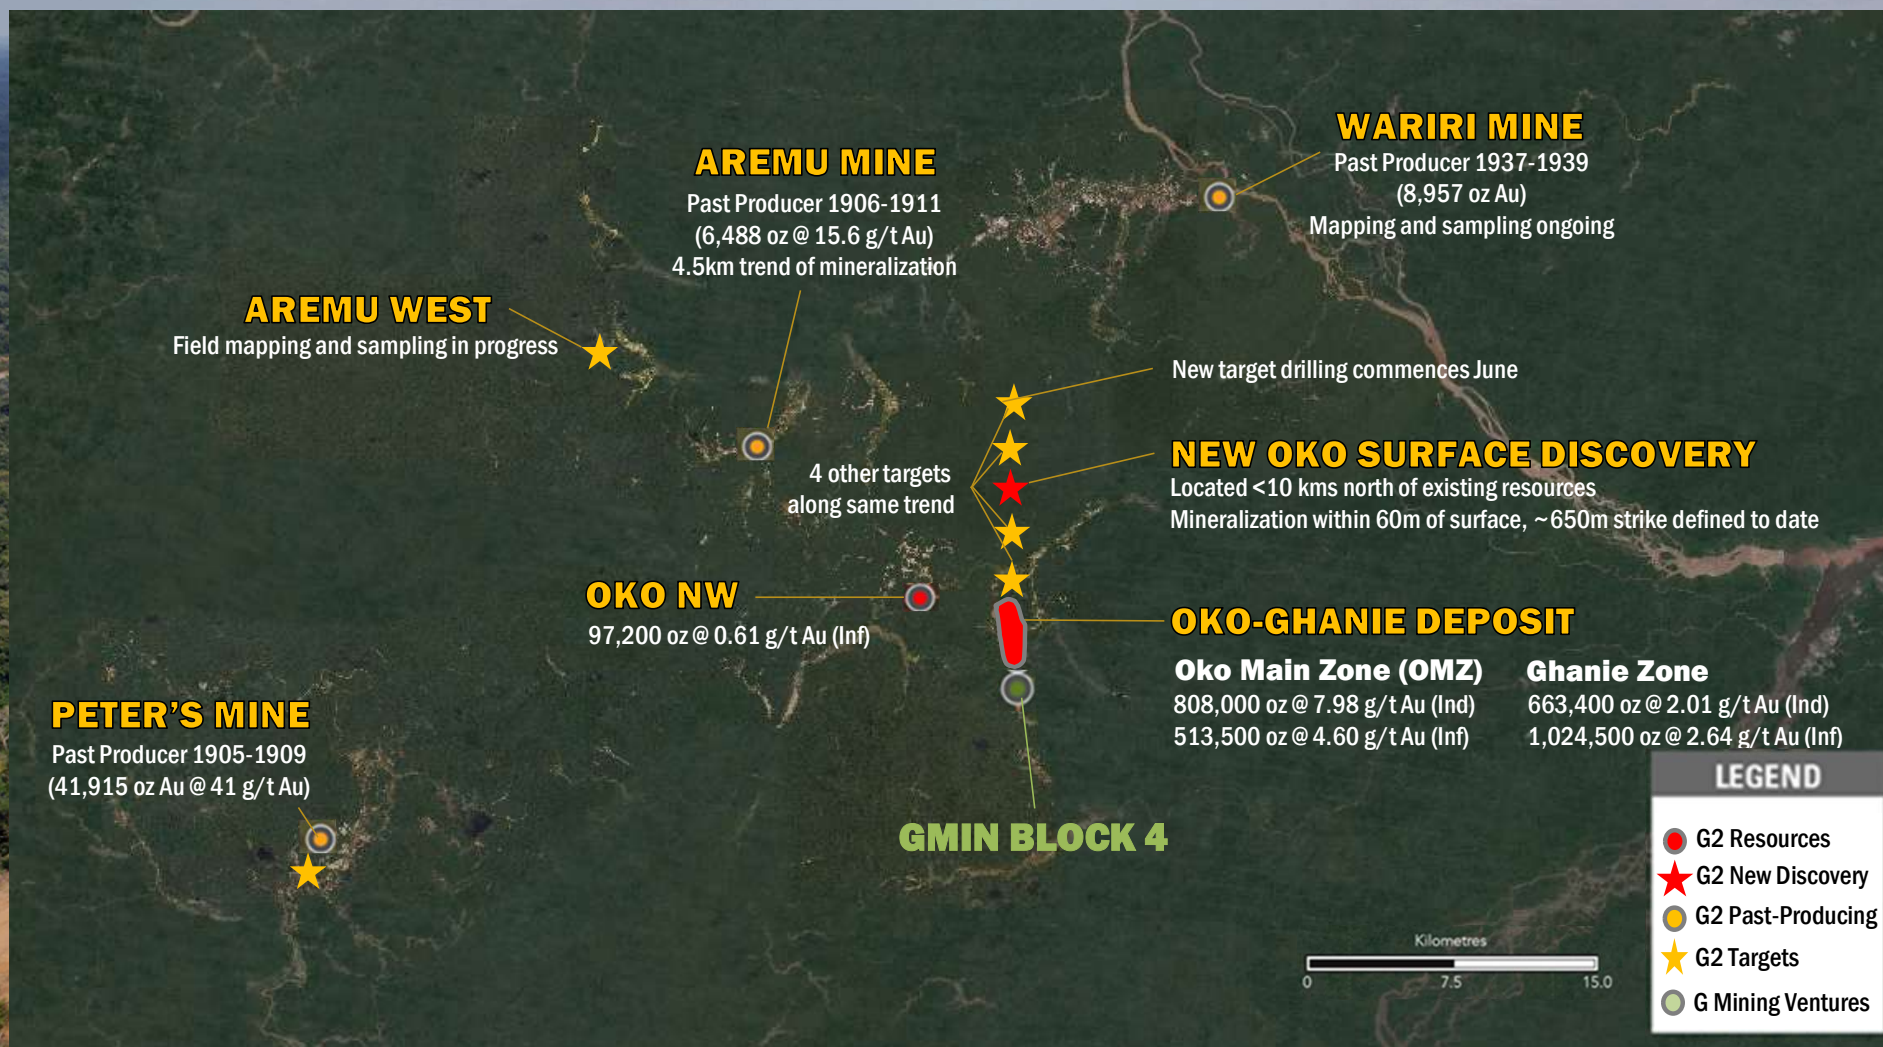 WARIRI MINE
Past Producer 1937-1939
(8,957 oz Au)
Mapping and sampling ongoing
AREMU MINE
Past Producer 1906-1911
(6,488 oz @ 15.6 g/t Au)
4.5km trend of mineralization
AREMU WEST
Field mapping and sampling in progress
New target drilling commences June
4 other targets
along same trend
NEW OKO SURFACE DISCOVERY
Located <10 kms north of existing resources
Mineralization within 60m of surface, ~650m strike defined to date
OKO NW
97,200 oz @ 0.61 g/t Au (Inf)
OKO-GHANIE DEPOSIT
Oko Main Zone (OMZ)
808,000 oz @ 7.98 g/t Au (Ind)
513,500 oz @ 4.60 g/t Au (Inf)
Ghanie Zone
663,400 oz @ 2.01 g/t Au (Ind)
1,024,500 oz @ 2.64 g/t Au (Inf)
PETER’S MINE
Past Producer 1905-1909
(41,915 oz Au @ 41 g/t Au)
GMIN BLOCK 4
Kilometres
0 7.5 15.0
LEGEND
G2 Resources
G2 New Discovery
G2 Past-Producing
G2 Targets
G Mining Ventures